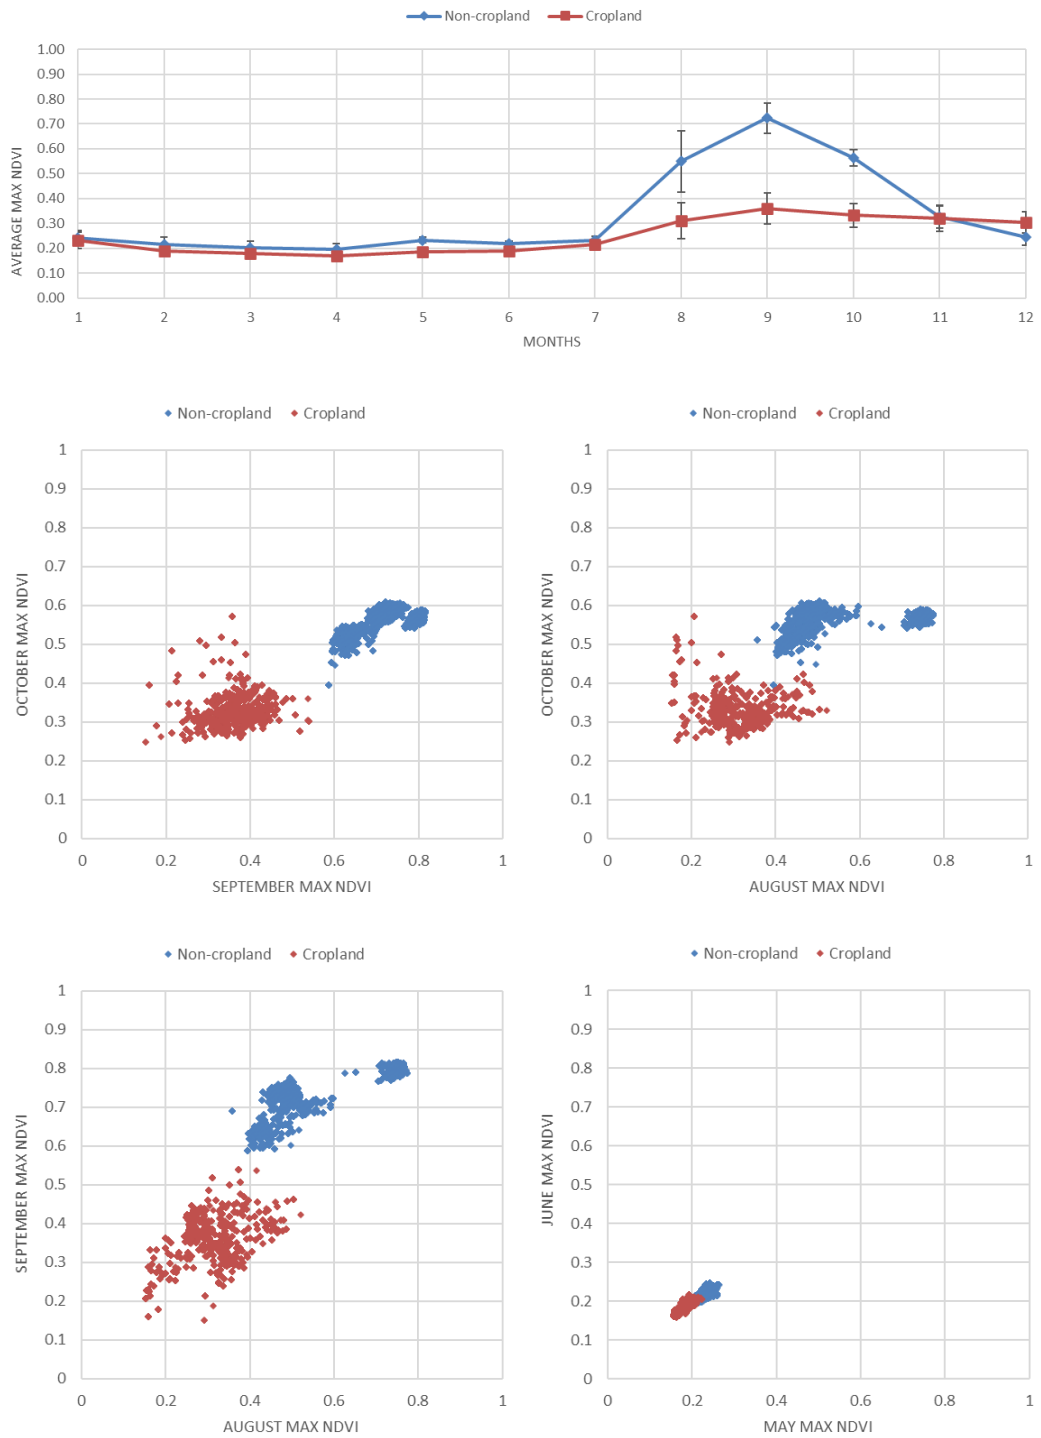 Non-cropland Cropland
1.00
0.90
0.80
0.70
0.60
0.50
0.40
0.30
0.20
0.10
0.00
AVERAGE MAX NDVI
1 2 3 4 5 6 7 8 9 10 11 12
MONTHS
Non-cropland Cropland
1
0.9
0.8
0.7
0.6
0.5
0.4
0.3
0.2
0.1
0
OCTOBER MAX NDVI
0 0.2 0.4 0.6 0.8 1
SEPTEMBER MAX NDVI
Non-cropland Cropland
1
0.9
0.8
0.7
0.6
0.5
0.4
0.3
0.2
0.1
0
OCTOBER MAX NDVI
0 0.2 0.4 0.6 0.8 1
AUGUST MAX NDVI
Non-cropland Cropland
1
0.9
0.8
0.7
0.6
0.5
0.4
0.3
0.2
0.1
0
SEPTEMBER MAX NDVI
0 0.2 0.4 0.6 0.8 1
AUGUST MAX NDVI
Non-cropland Cropland
1
0.9
0.8
0.7
0.6
0.5
0.4
0.3
0.2
0.1
0
JUNE MAX NDVI
0 0.2 0.4 0.6 0.8 1
MAY MAX NDVI